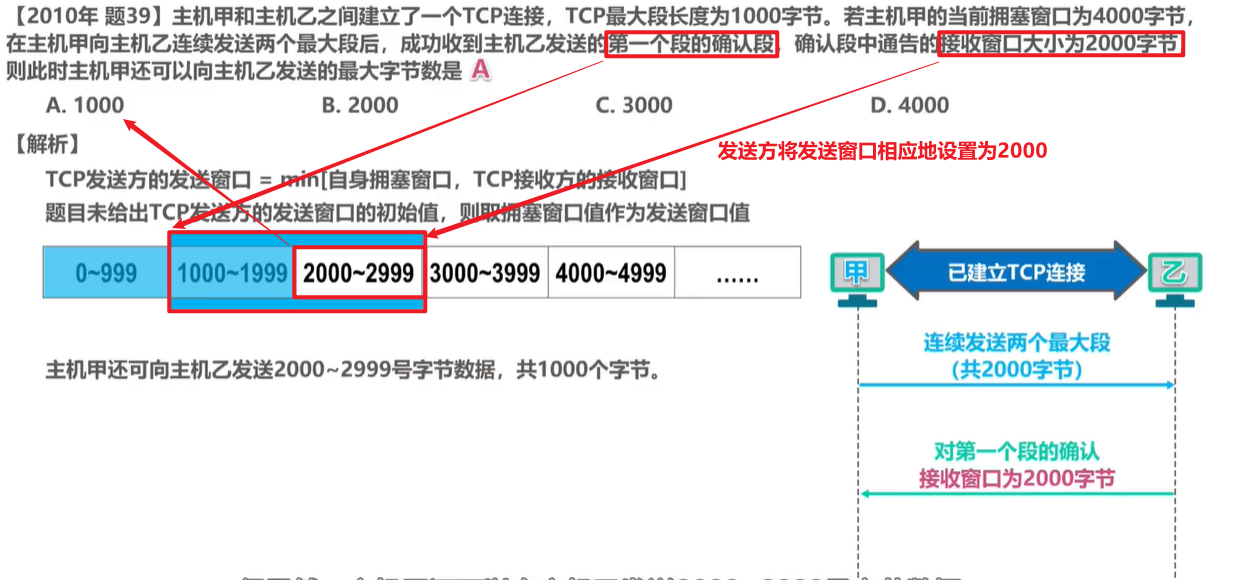 【2010年 题39】主机甲和主机乙之间建立了一个TCP连接，TCP最大段长度为1000字节。若主机甲的当前拥塞窗口为4000字节，
在主机甲向主机乙连续发送两个最大段后，成功收到主机乙发送的第一个段的确认段，确认段中通告的接收窗口大小为2000字节
则此时主机甲还可以向主机乙发送的最大字节数是 A
A. 1000 B. 2000 C. 3000 D. 4000
【解析】
发送方将发送窗口相应地设置为2000
TCP发送方的发送窗口 = min[自身拥塞窗口，TCP接收方的接收窗口]
题目未给出TCP发送方的发送窗口的初始值，则取拥塞窗口值作为发送窗口值
0~999 1000~1999 2000~2999 3000~3999 4000~4999 ……
甲 已建立TCP连接 乙
连续发送两个最大段
(共2000字节)
主机甲还可向主机乙发送2000~2999号字节数据，共1000个字节。
对第一个段的确认
接收窗口为2000字节